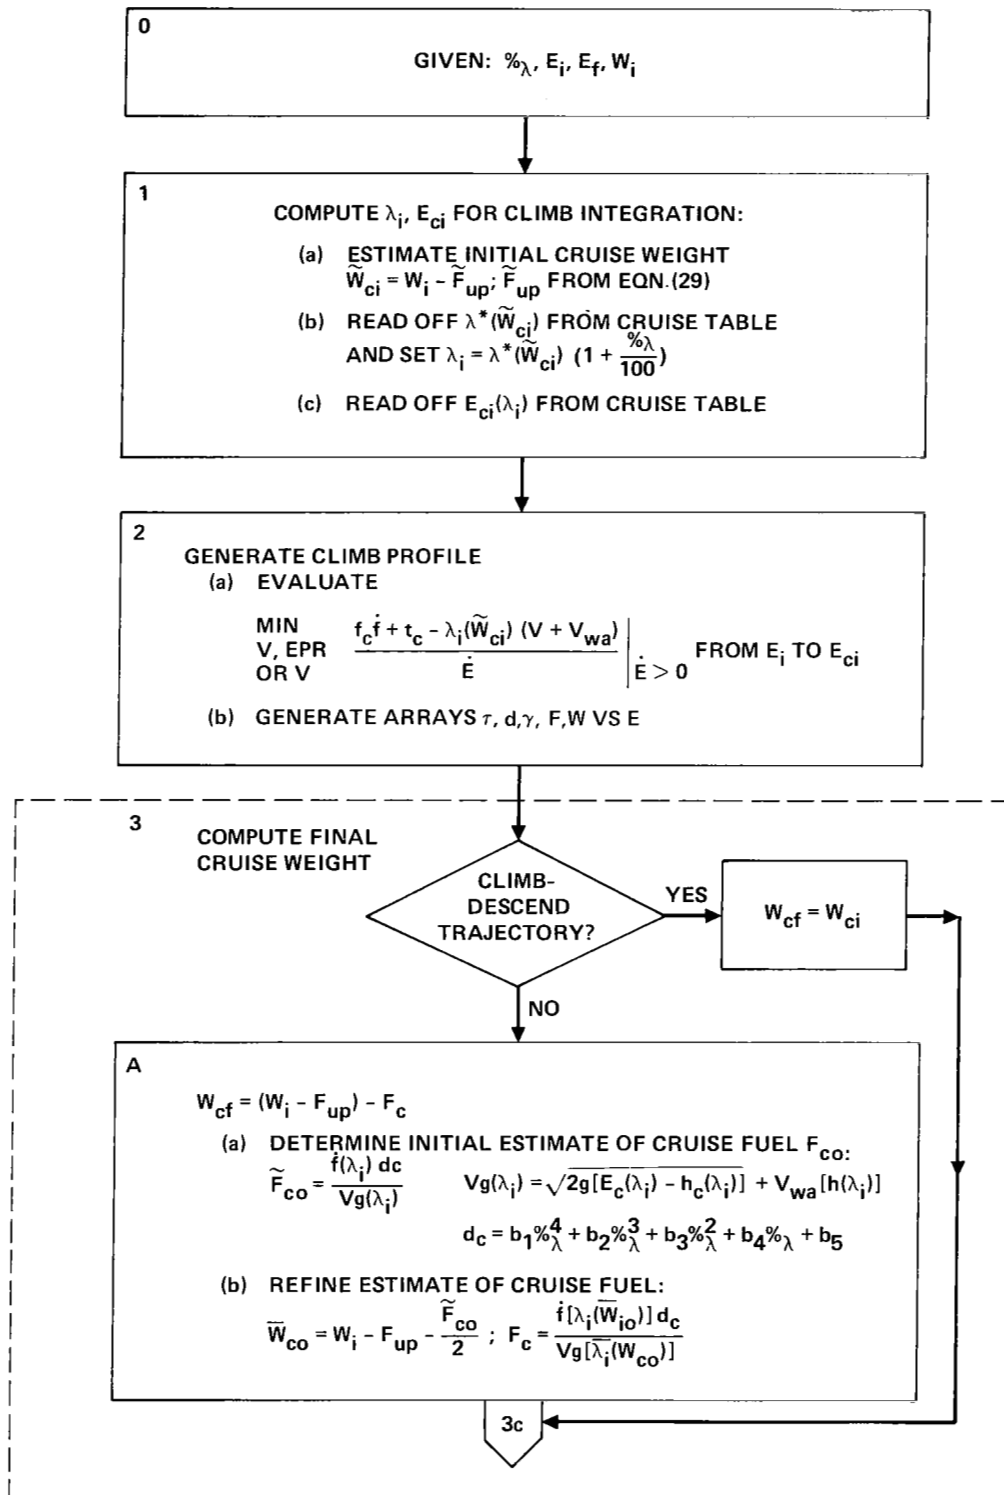 0
GIVEN: %λ, Ei, Ef, Wi
1
COMPUTE λi, Eci FOR CLIMB INTEGRATION:
(a) ESTIMATE INITIAL CRUISE WEIGHT
W̃ci = Wi - F̃up; F̃up FROM EQN.(29)
(b) READ OFF λ*(W̃ci) FROM CRUISE TABLE
AND SET λi = λ*(W̃ci) (1 + %λ/100)
(c) READ OFF Eci(λi) FROM CRUISE TABLE
2
GENERATE CLIMB PROFILE
(a) EVALUATE
MIN
V, EPR
OR V
fcḟ + tc - λi(W̃ci) (V + Vwa)
Ė
| Ė > 0 FROM Ei TO Eci
(b) GENERATE ARRAYS τ, d,γ, F,W VS E
3
COMPUTE FINAL
CRUISE WEIGHT
CLIMB-
DESCEND
TRAJECTORY?
YES
Wcf = Wci
NO
A
Wcf = (Wi - Fup) - Fc
(a) DETERMINE INITIAL ESTIMATE OF CRUISE FUEL Fco:
F̃co = ḟ(λi) dc / Vg(λi) Vg(λi) = √2g[Ec(λi) - hc(λi)] + Vwa[h(λi)]
dc = b1%λ^4 + b2%λ^3 + b3%λ^2 + b4%λ + b5
(b) REFINE ESTIMATE OF CRUISE FUEL:
W̅co = Wi - Fup - F̃co/2 ; Fc = ḟ[λi(W̅io)] dc / Vg[λ̅i(Wco)]
3c